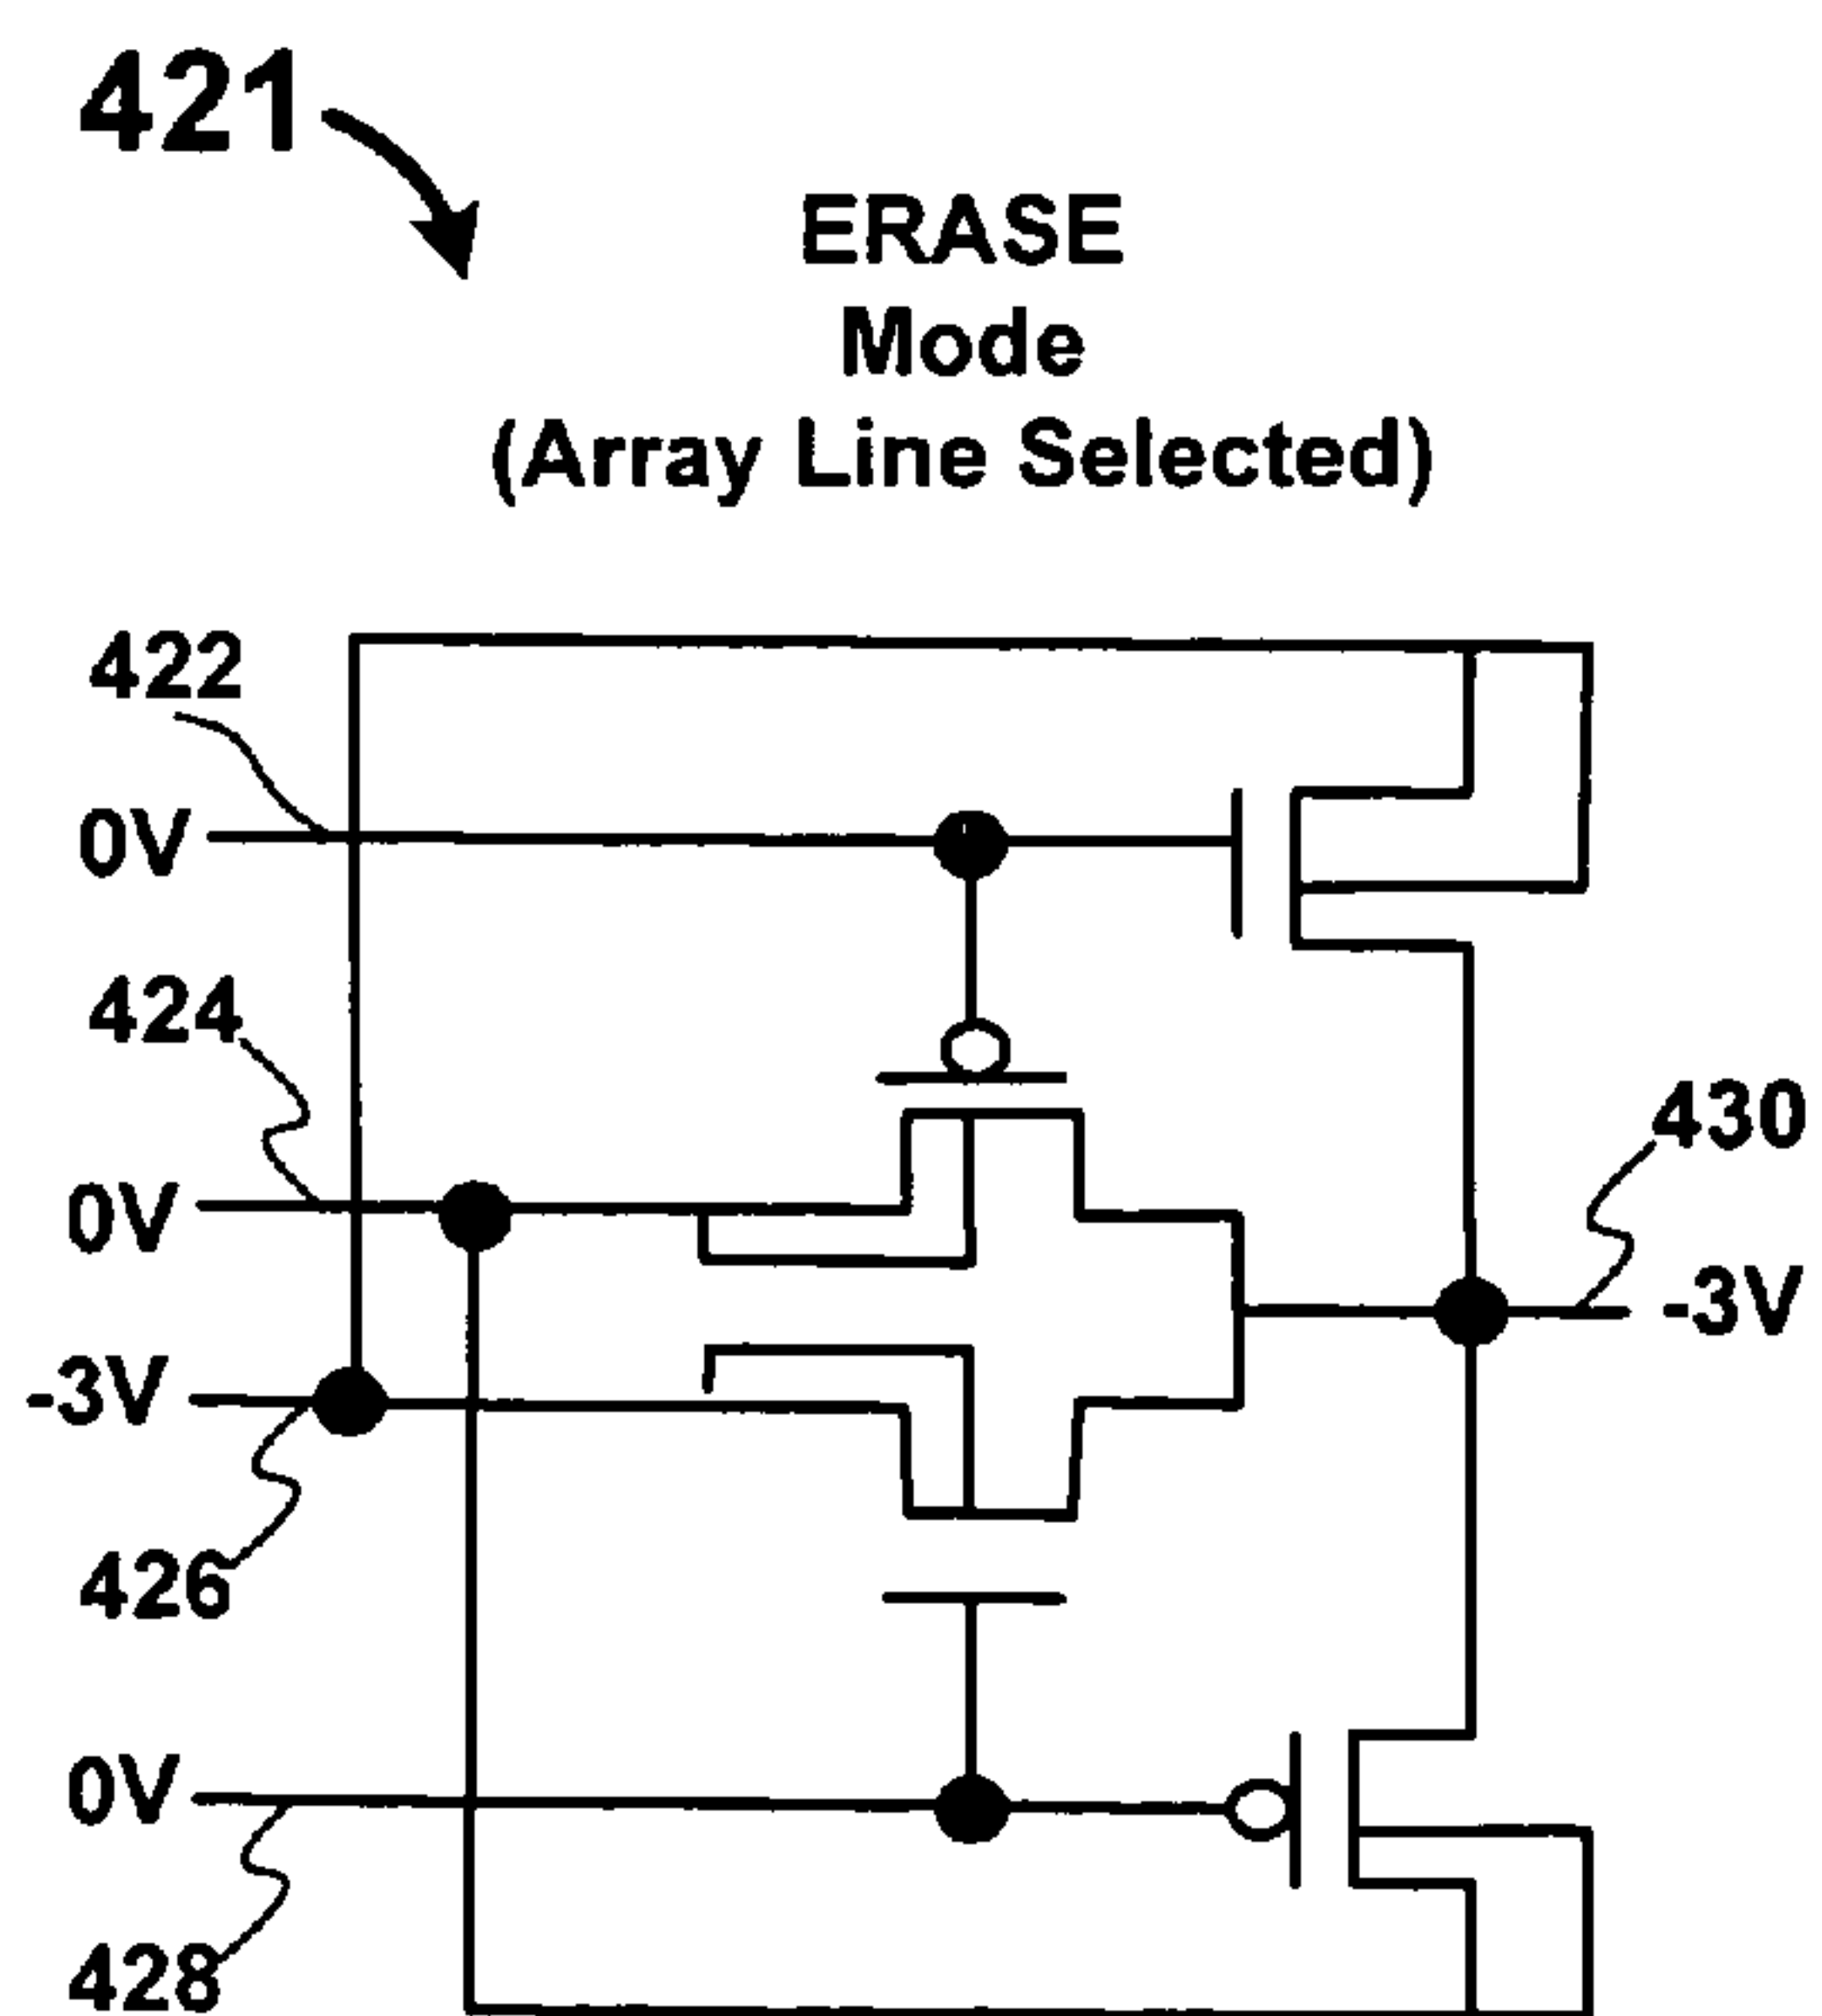 421
ERASE
Mode
(Array Line Selected)
422
0V
424
0V
430
-3V
-3V
426
0V
428